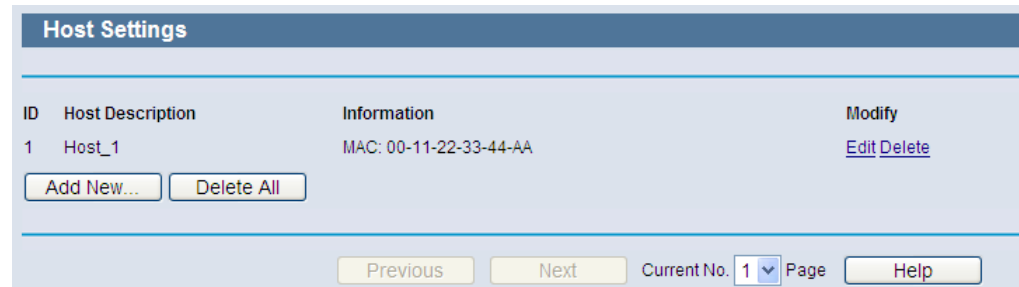 Host Settings
ID Host Description Information Modify
1 Host_1 MAC: 00-11-22-33-44-AA Edit Delete
Add New... Delete All
Previous Next Current No. 1 Page Help